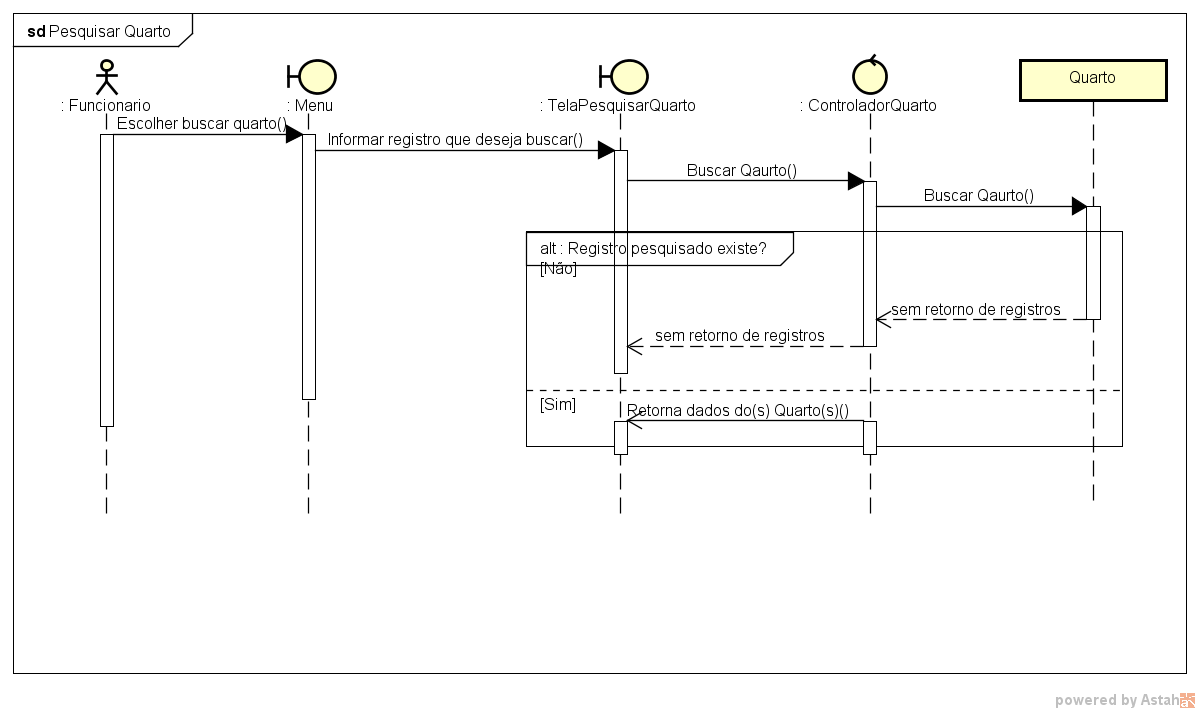 sd Pesquisar Quarto
: Funcionario
: Menu
: TelaPesquisarQuarto
: ControladorQuarto
Quarto
Escolher buscar quarto()
Informar registro que deseja buscar()
Buscar Qaurto()
Buscar Qaurto()
alt : Registro pesquisado existe?
[Não]
sem retorno de registros
sem retorno de registros
[Sim]
Retorna dados do(s) Quarto(s)()
powered by Astah